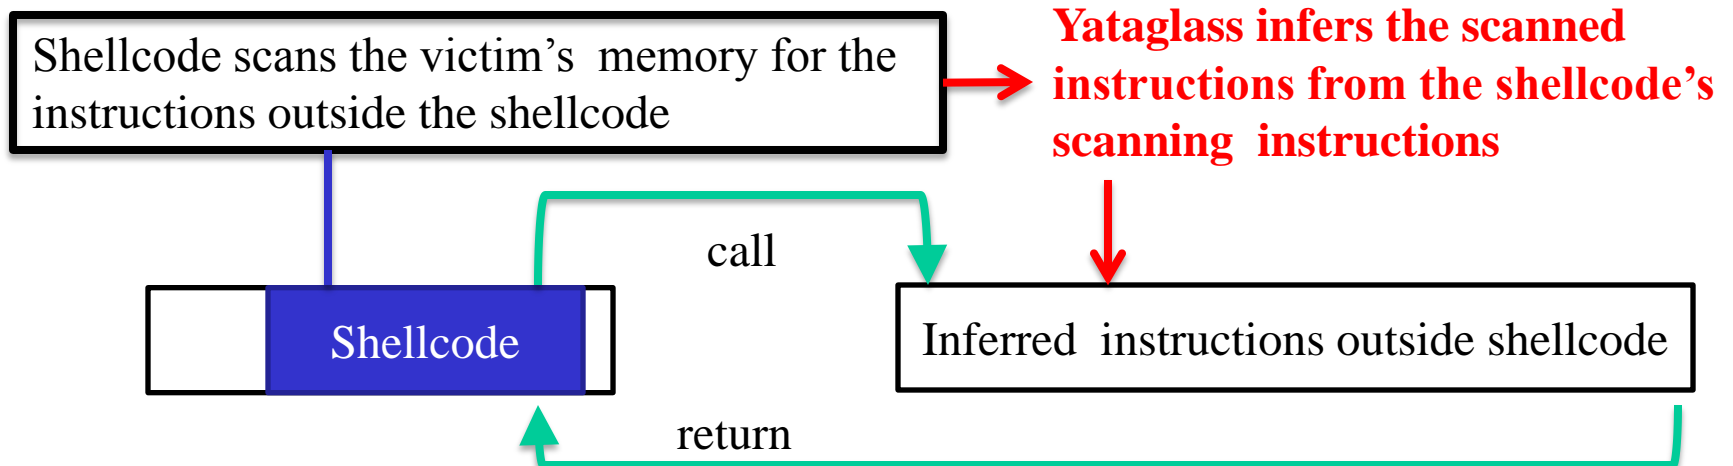 Shellcode scans the victim’s memory for the
instructions outside the shellcode
Yataglass infers the scanned
instructions from the shellcode’s
scanning instructions
call
Shellcode
Inferred instructions outside shellcode
return